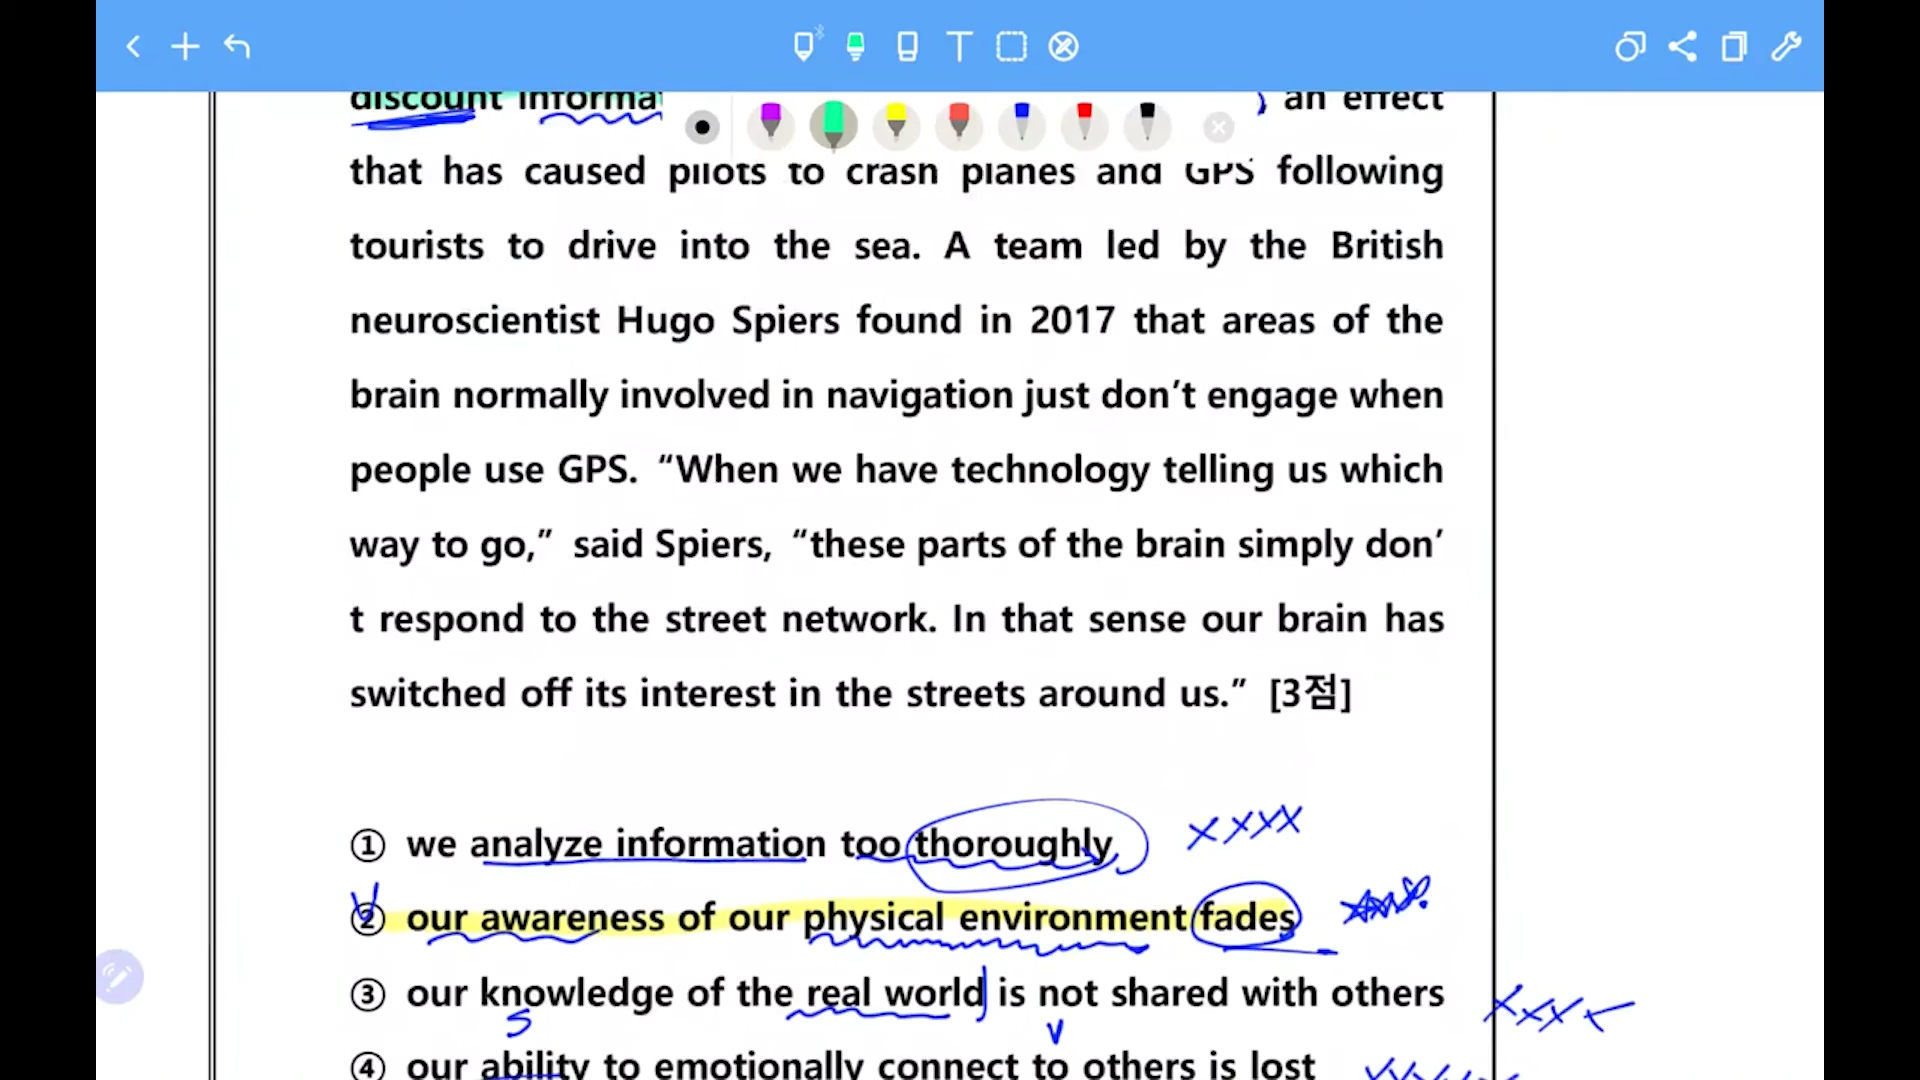 discount informa
, an effect
that has caused pilots to crash planes and GPS following
tourists to drive into the sea. A team led by the British
neuroscientist Hugo Spiers found in 2017 that areas of the
brain normally involved in navigation just don’t engage when
people use GPS. “When we have technology telling us which
way to go,” said Spiers, “these parts of the brain simply don’
t respond to the street network. In that sense our brain has
switched off its interest in the streets around us.” [3점]
① we analyze information too thoroughly xxxx
② our awareness of our physical environment fades
③ our knowledge of the real world is not shared with others
s v
④ our ability to emotionally connect to others is lost